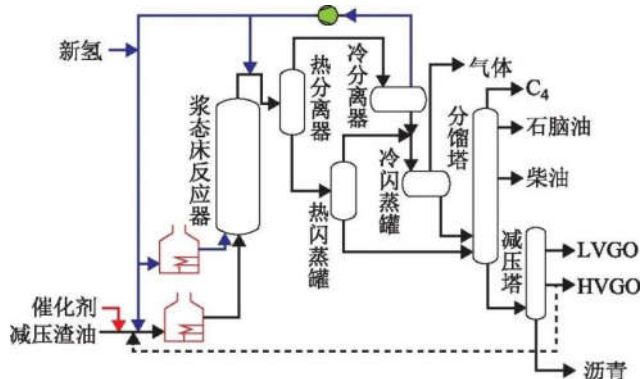 新氢
浆态床反应器
热分离器
冷分离器
气体
C₄
石脑油
柴油
分馏塔
冷闪蒸罐
热闪蒸罐
减压塔
LVGO
HVGO
催化剂
减压渣油
沥青